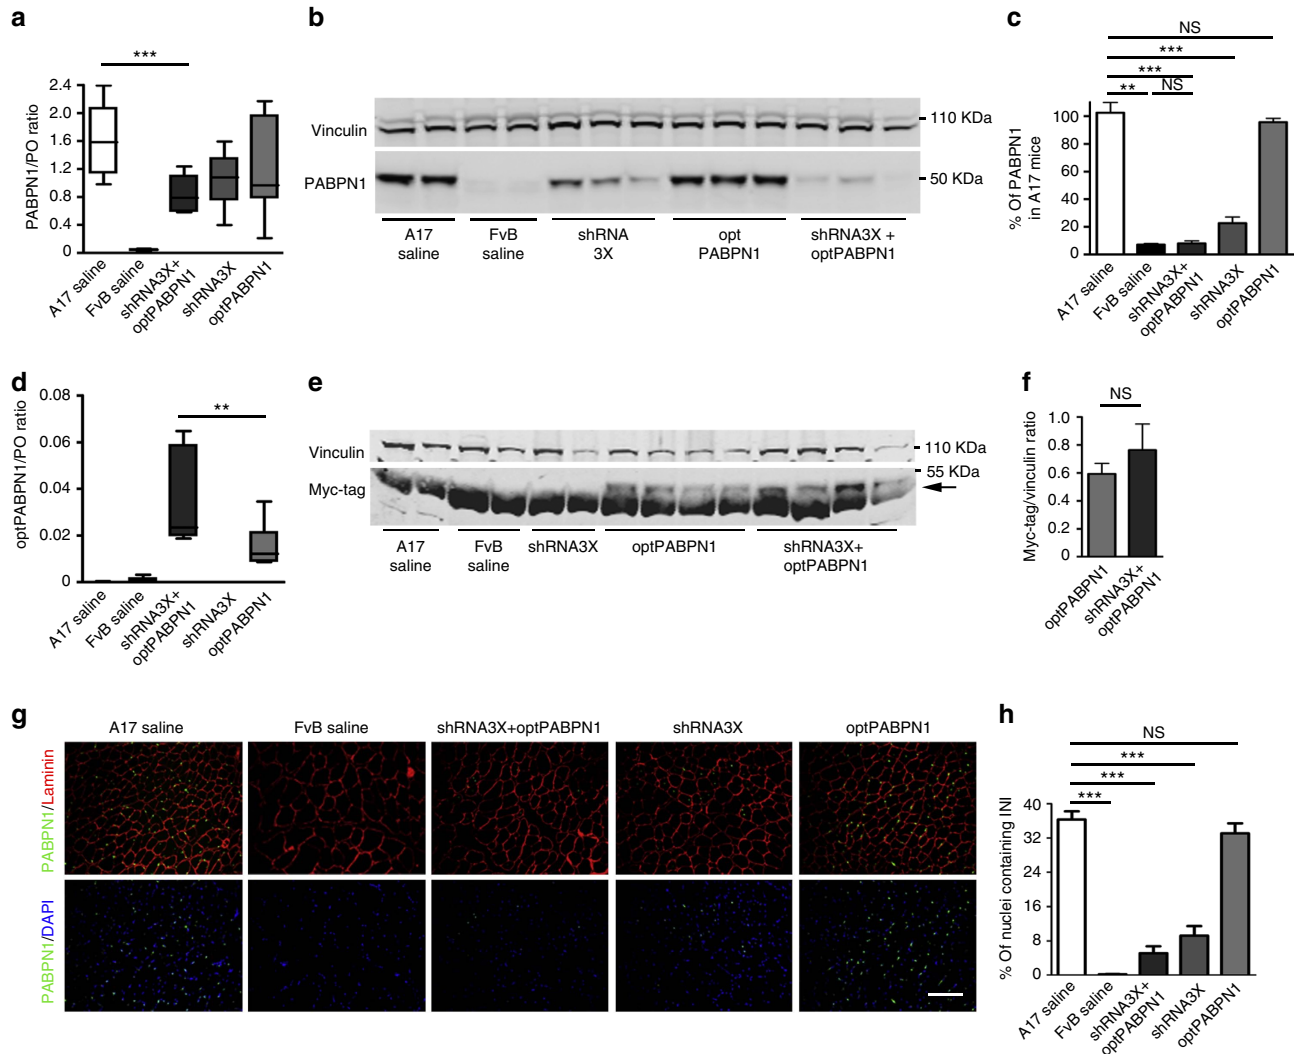 a
***
PABPN1/PO ratio
2.4
2.0
1.6
1.2
0.8
0.4
0
A17 saline
FvB saline
shRNA3X+
optPABPN1
shRNA3X
optPABPN1
b
Vinculin
110 KDa
PABPN1
50 KDa
A17
saline
FvB
saline
shRNA
3X
opt
PABPN1
shRNA3X +
optPABPN1
c
NS
***
***
** NS
% Of PABPN1
in A17 mice
100
80
60
40
20
0
A17 saline
FvB saline
shRNA3X+
optPABPN1
shRNA3X
optPABPN1
d
**
optPABPN1/PO ratio
0.08
0.06
0.04
0.02
0
A17 saline
FvB saline
shRNA3X+
optPABPN1
shRNA3X
optPABPN1
e
Vinculin
110 KDa
55 KDa
Myc-tag
A17
saline
FvB
saline
shRNA3X
optPABPN1
shRNA3X+
optPABPN1
f
NS
Myc-tag/vinculin ratio
1.0
0.8
0.6
0.4
0.2
0
optPABPN1
shRNA3X+
optPABPN1
g
A17 saline
FvB saline
shRNA3X+optPABPN1
shRNA3X
optPABPN1
PABPN1/Laminin
PABPN1/DAPI
h
NS
***
***
***
% Of nuclei containing INI
40
32
24
16
8
0
A17 saline
FvB saline
shRNA3X+
optPABPN1
shRNA3X
optPABPN1